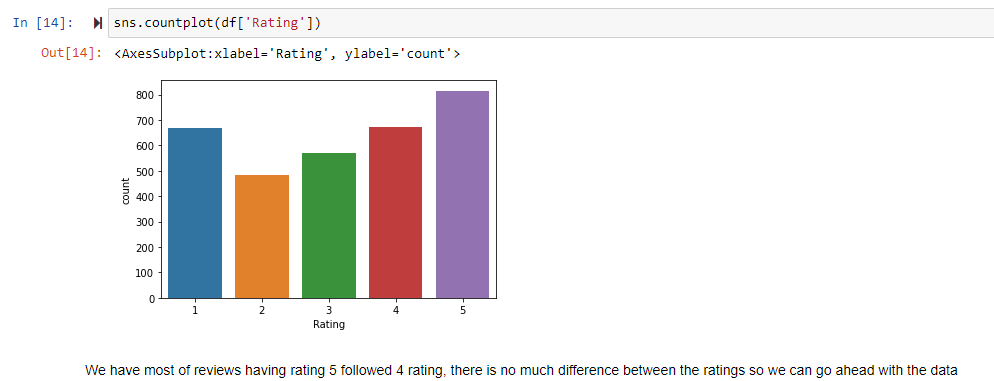 In [14]: sns.countplot(df['Rating'])
Out[14]: <AxesSubplot:xlabel='Rating', ylabel='count'>
800
700
600
500
400
300
200
100
0
count
1 2 3 4 5
Rating
We have most of reviews having rating 5 followed 4 rating, there is no much difference between the ratings so we can go ahead with the data